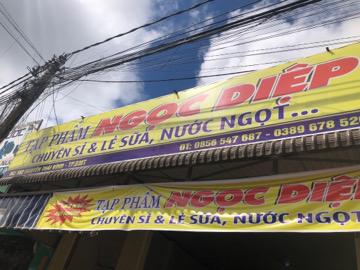 TẠP PHẨM NGỌC DIỆP
CHUYÊN SỈ & LẺ SỮA, NƯỚC NGỌT...
ĐT: 0856 547 667 - 0389 678 52
TẠP PHẨM NGỌC DIỆP
CHUYÊN SỈ & LẺ SỮA, NƯỚC NGỌT